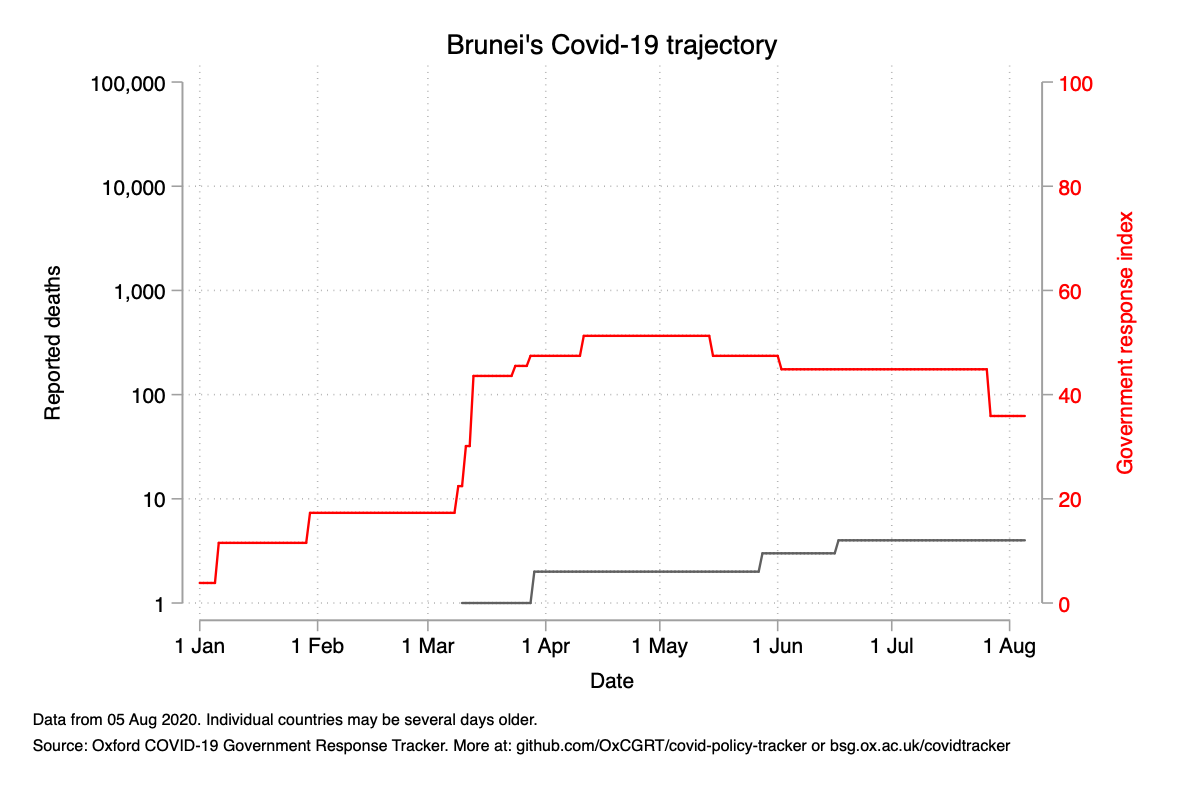 Brunei's Covid-19 trajectory
100,000
10,000
1,000
100
10
1
Reported deaths
100
80
60
40
20
0
Government response index
1 Jan
1 Feb
1 Mar
1 Apr
1 May
1 Jun
1 Jul
1 Aug
Date
Data from 05 Aug 2020. Individual countries may be several days older.
Source: Oxford COVID-19 Government Response Tracker. More at: github.com/OxCGRT/covid-policy-tracker or bsg.ox.ac.uk/covidtracker